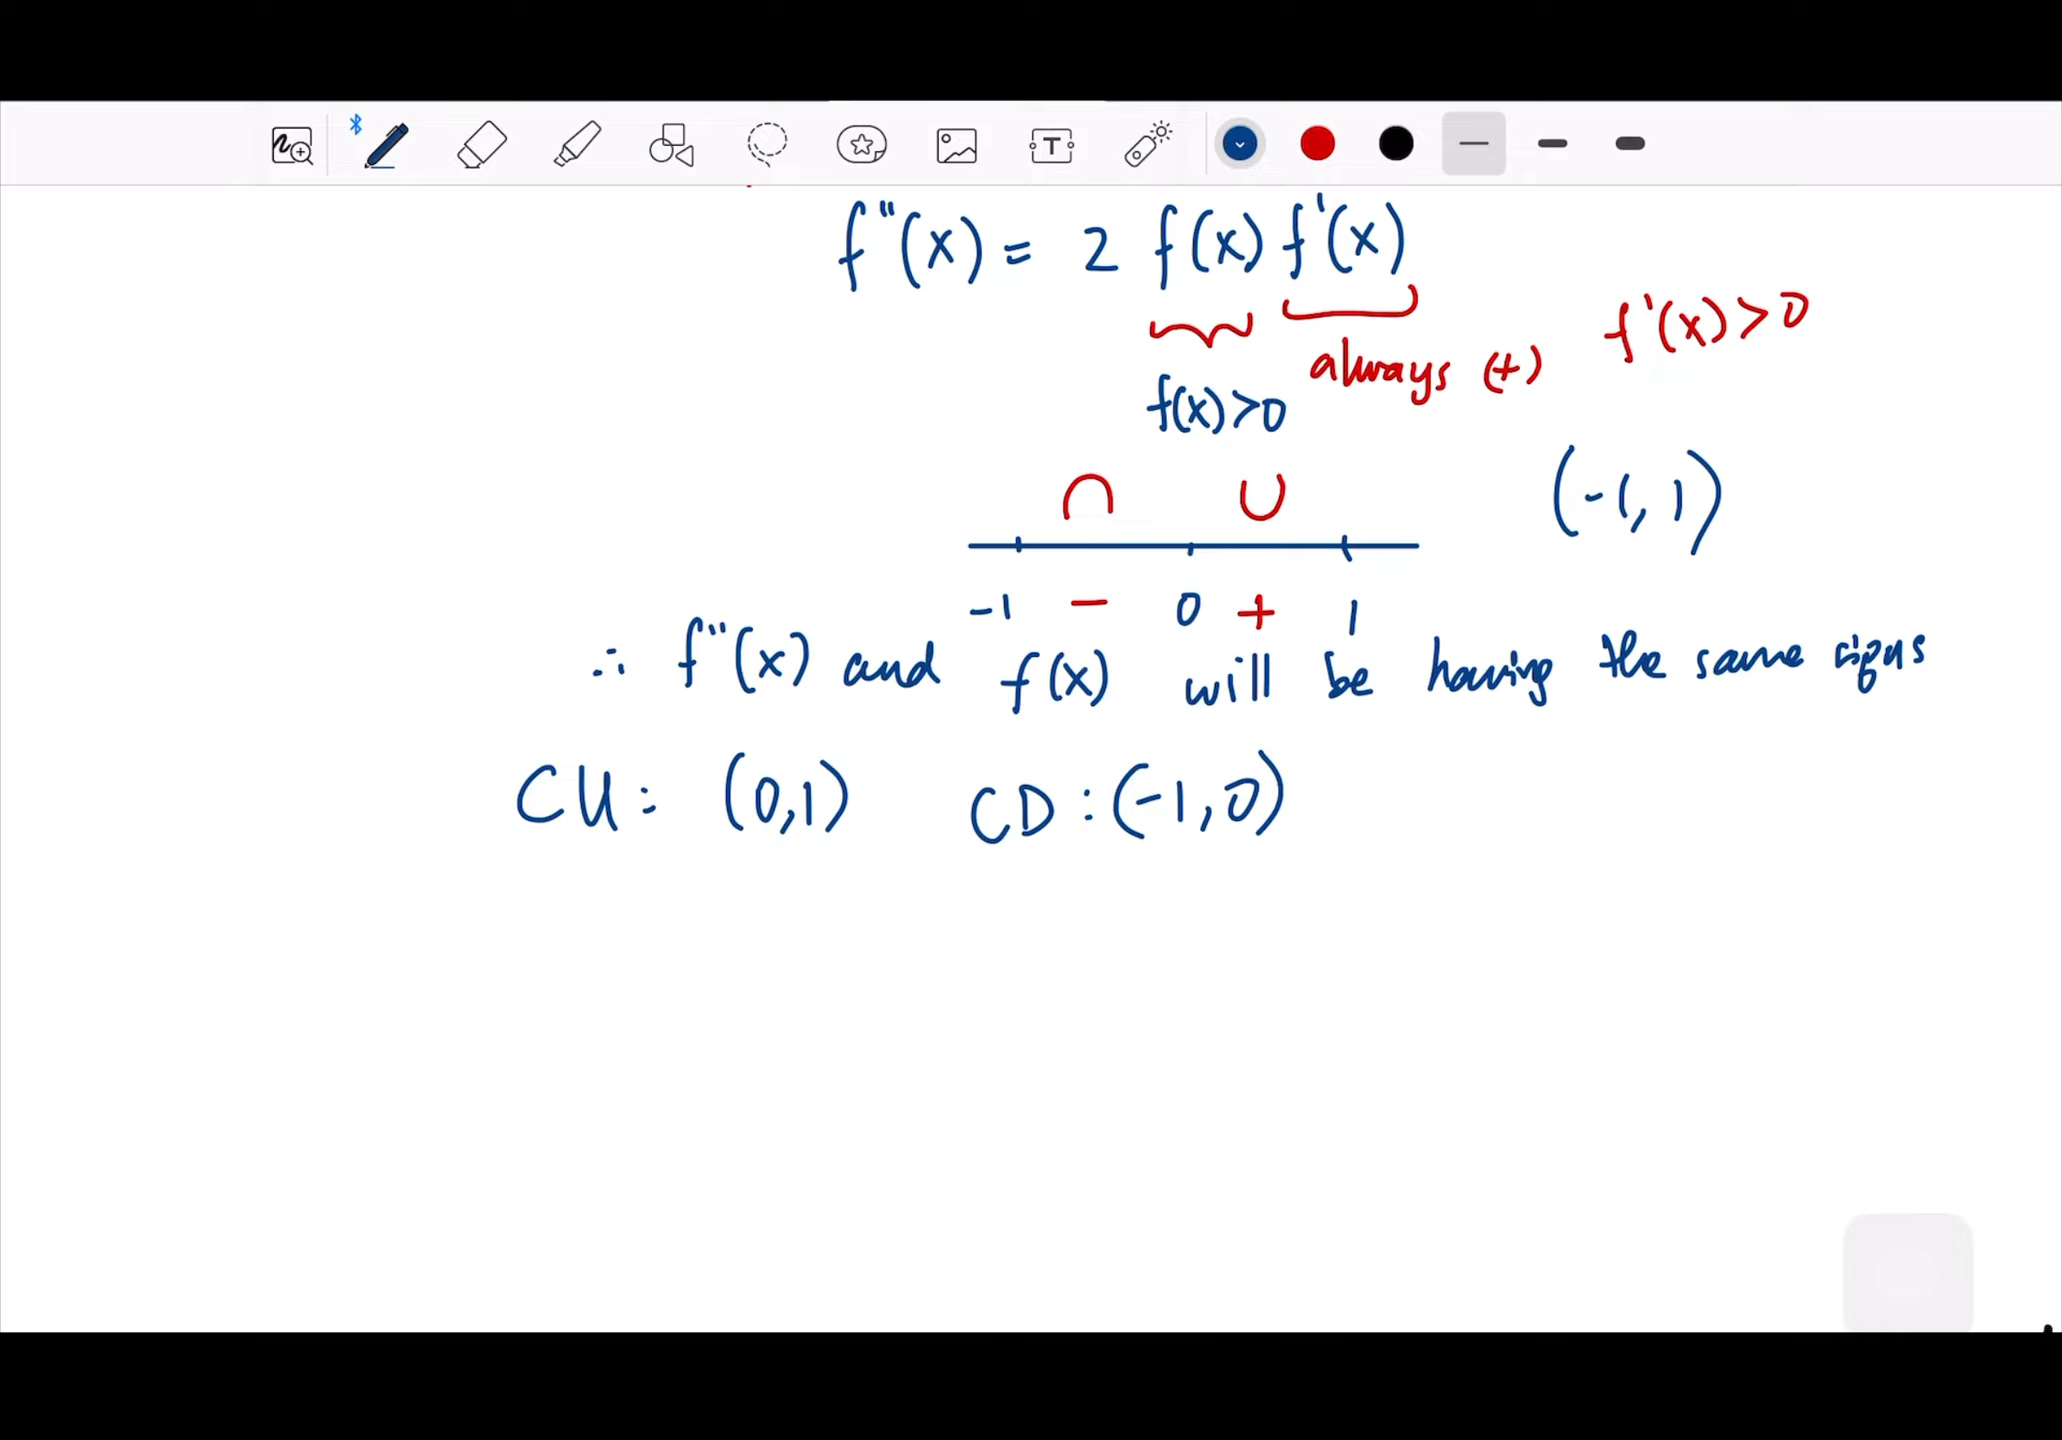 f"(x) = 2 f(x) f'(x)
always (+) f'(x) > 0
f(x) > 0
∩ ∪ (-1, 1)
-1 - 0 + 1
∴ f"(x) and f(x) will be having the same signs
CU: (0,1) CD: (-1,0)